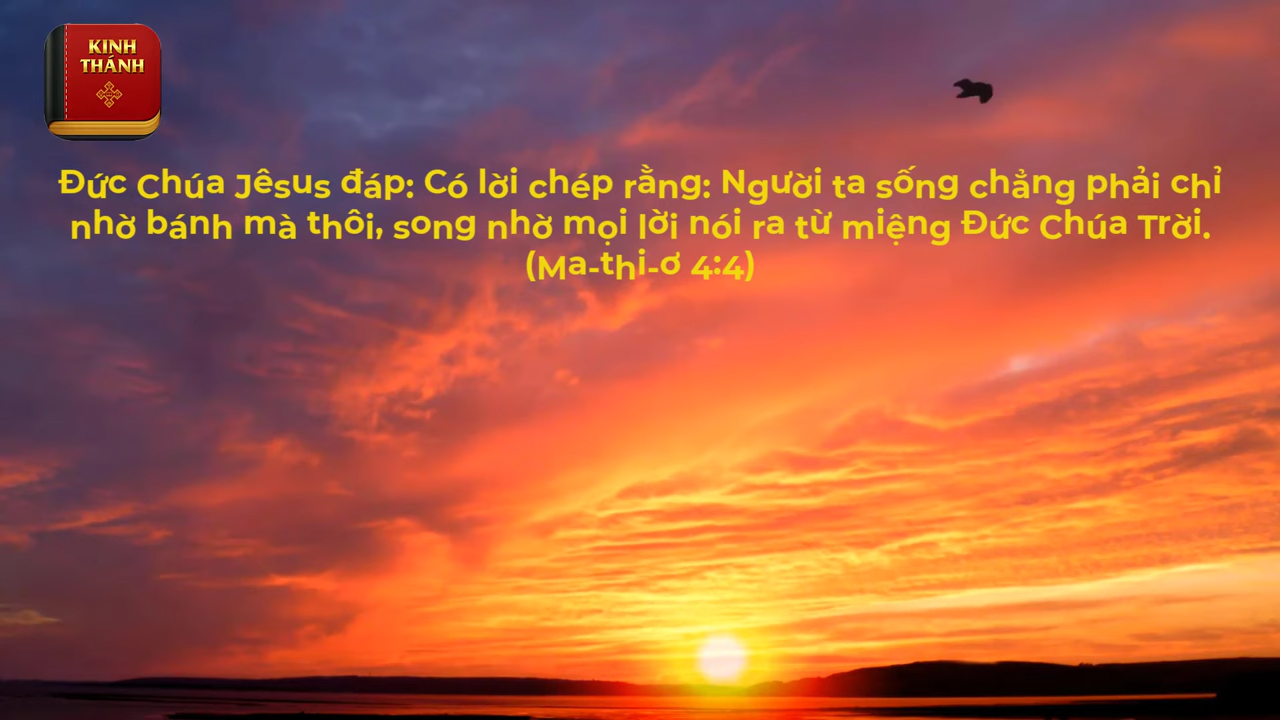 KINH
THÁNH
Đức Chúa Jêsus đáp: Có lời chép rằng: Người ta sống chẳng phải chỉ
nhờ bánh mà thôi, song nhờ mọi lời nói ra từ miệng Đức Chúa Trời.
(Ma-thi-ơ 4:4)